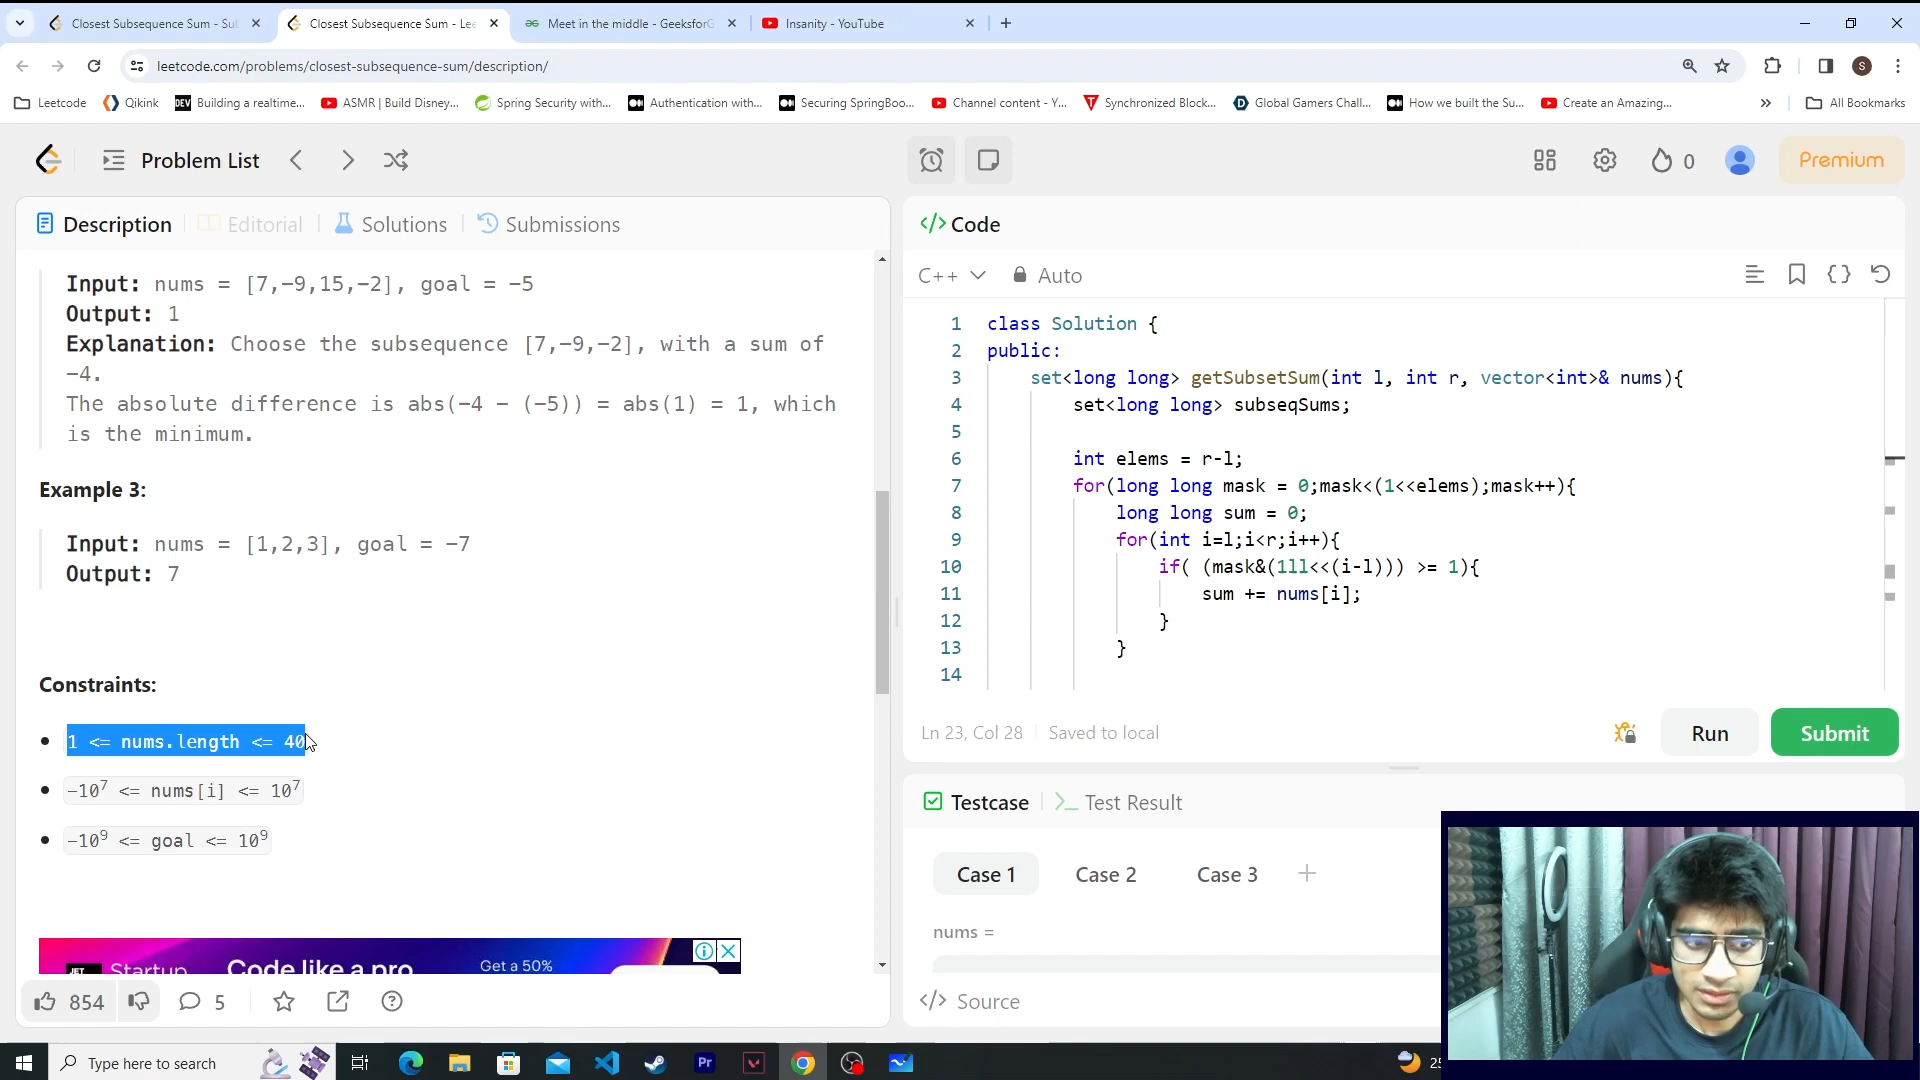 Closest Subsequence Sum - Su
Closest Subsequence Sum - Lee
Meet in the middle - GeeksforG
Insanity - YouTube
leetcode.com/problems/closest-subsequence-sum/description/
S
Leetcode
Qikink
DEV Building a realtime...
ASMR | Build Disney...
Spring Security with...
Authentication with...
Securing SpringBoo...
Channel content - Y...
Synchronized Block...
Global Gamers Chall...
How we built the Su...
Create an Amazing...
All Bookmarks
Problem List
0
Premium
Description
Editorial
Solutions
Submissions
Input: nums = [7,-9,15,-2], goal = -5
Output: 1
Explanation: Choose the subsequence [7,-9,-2], with a sum of
-4.
The absolute difference is abs(-4 - (-5)) = abs(1) = 1, which
is the minimum.
Example 3:
Input: nums = [1,2,3], goal = -7
Output: 7
Constraints:
1 <= nums.length <= 40
-10⁷ <= nums[i] <= 10⁷
-10⁹ <= goal <= 10⁹
Startup
Code like a pro
Get a 50%
854
5
</> Code
C++
Auto
1 class Solution {
2 public:
3 set<long long> getSubsetSum(int l, int r, vector<int>& nums){
4 set<long long> subseqSums;
5
6 int elems = r-l;
7 for(long long mask = 0;mask<(1<<elems);mask++){
8 long long sum = 0;
9 for(int i=l;i<r;i++){
10 if( (mask&(1ll<<(i-l))) >= 1){
11 sum += nums[i];
12 }
13 }
14
Ln 23, Col 28
Saved to local
Run
Submit
Testcase
Test Result
Case 1
Case 2
Case 3
nums =
</> Source
Type here to search
Pr